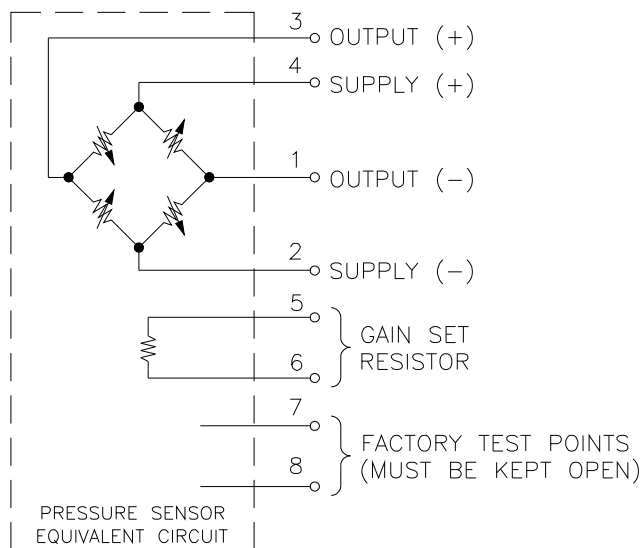 3
OUTPUT (+)
4
SUPPLY (+)
1
OUTPUT (−)
2
SUPPLY (−)
5
GAIN SET
RESISTOR
6
7
FACTORY TEST POINTS
(MUST BE KEPT OPEN)
8
PRESSURE SENSOR
EQUIVALENT CIRCUIT